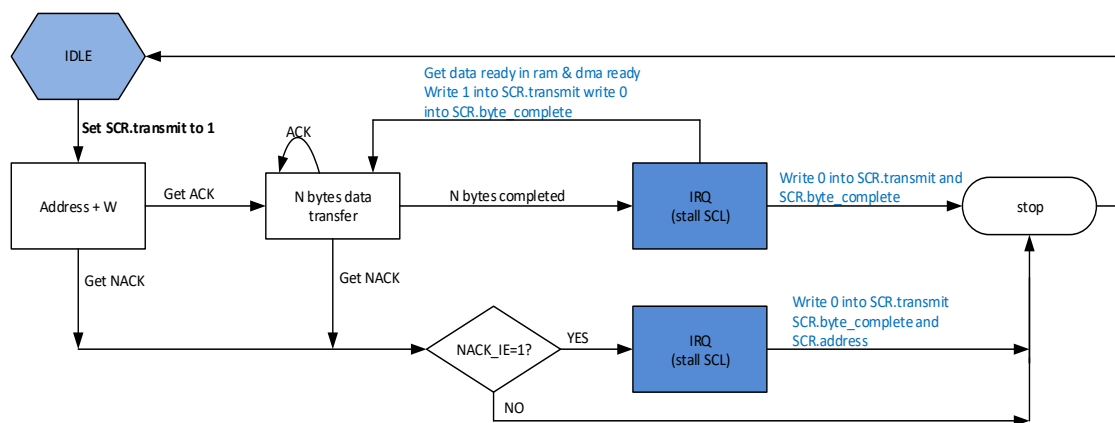 IDLE
Get data ready in ram & dma ready
Write 1 into SCR.transmit write 0
into SCR.byte_complete
Set SCR.transmit to 1
ACK
Address + W
Get ACK
N bytes data
transfer
N bytes completed
IRQ
(stall SCL)
Write 0 into SCR.transmit and
SCR.byte_complete
stop
Get NACK
Get NACK
NACK_IE=1?
YES
IRQ
(stall SCL)
Write 0 into SCR.transmit
SCR.byte_complete and
SCR.address
NO